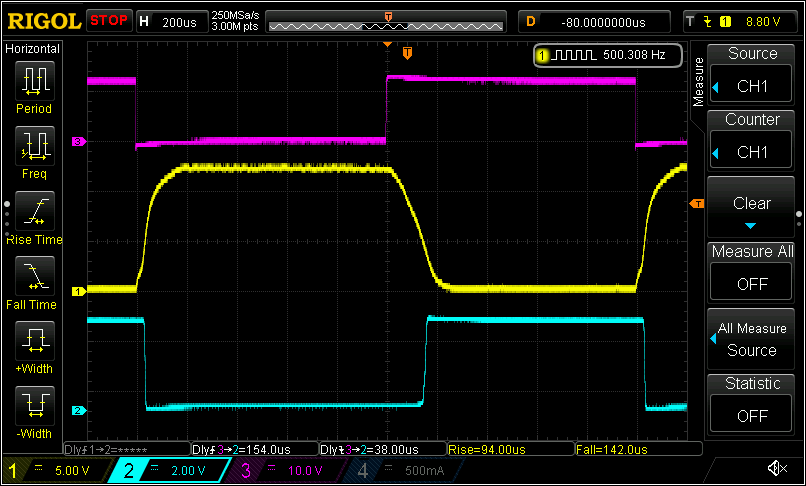 RIGOL STOP H 200us 250MSa/s 3.00M pts D -80.0000000us T 1 8.80 V
Horizontal
Period
Freq
Rise Time
Fall Time
+Width
-Width
1 500.308 Hz
T
3
1
2
T
Measure
Source
CH1
Counter
CH1
Clear
Measure All
OFF
All Measure
Source
Statistic
OFF
Dly 1→2=***** Dly 3→2=154.0us Dly 3→2=38.00us Rise=94.00us Fall=142.0us
1 5.00 V 2 2.00 V 3 10.0 V 4 500mA